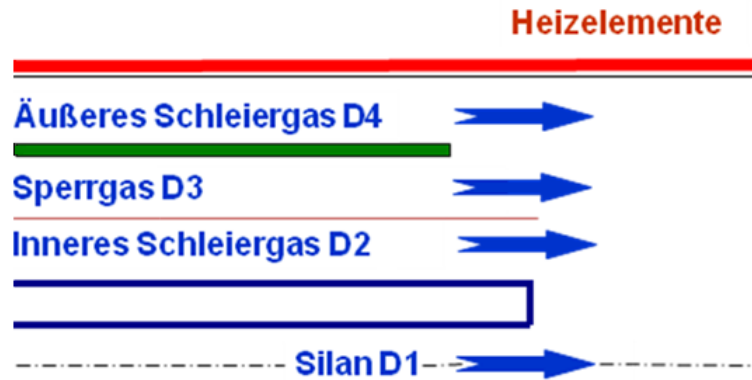 Heizelemente
Äußeres Schleiergas D4
Sperrgas D3
Inneres Schleiergas D2
Silan D1